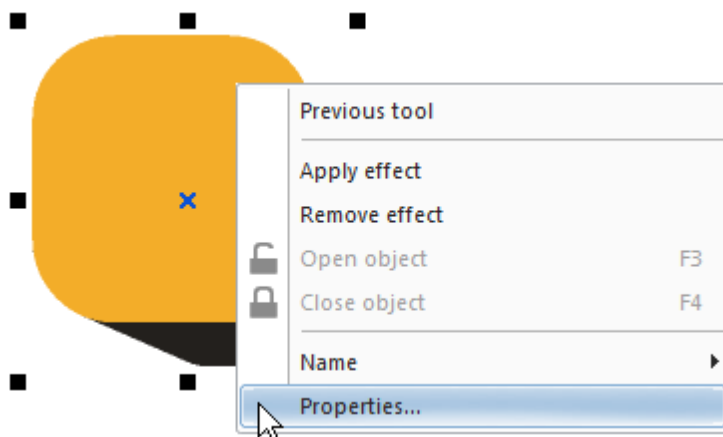 Previous tool
Apply effect
Remove effect
Open object F3
Close object F4
Name
Properties...